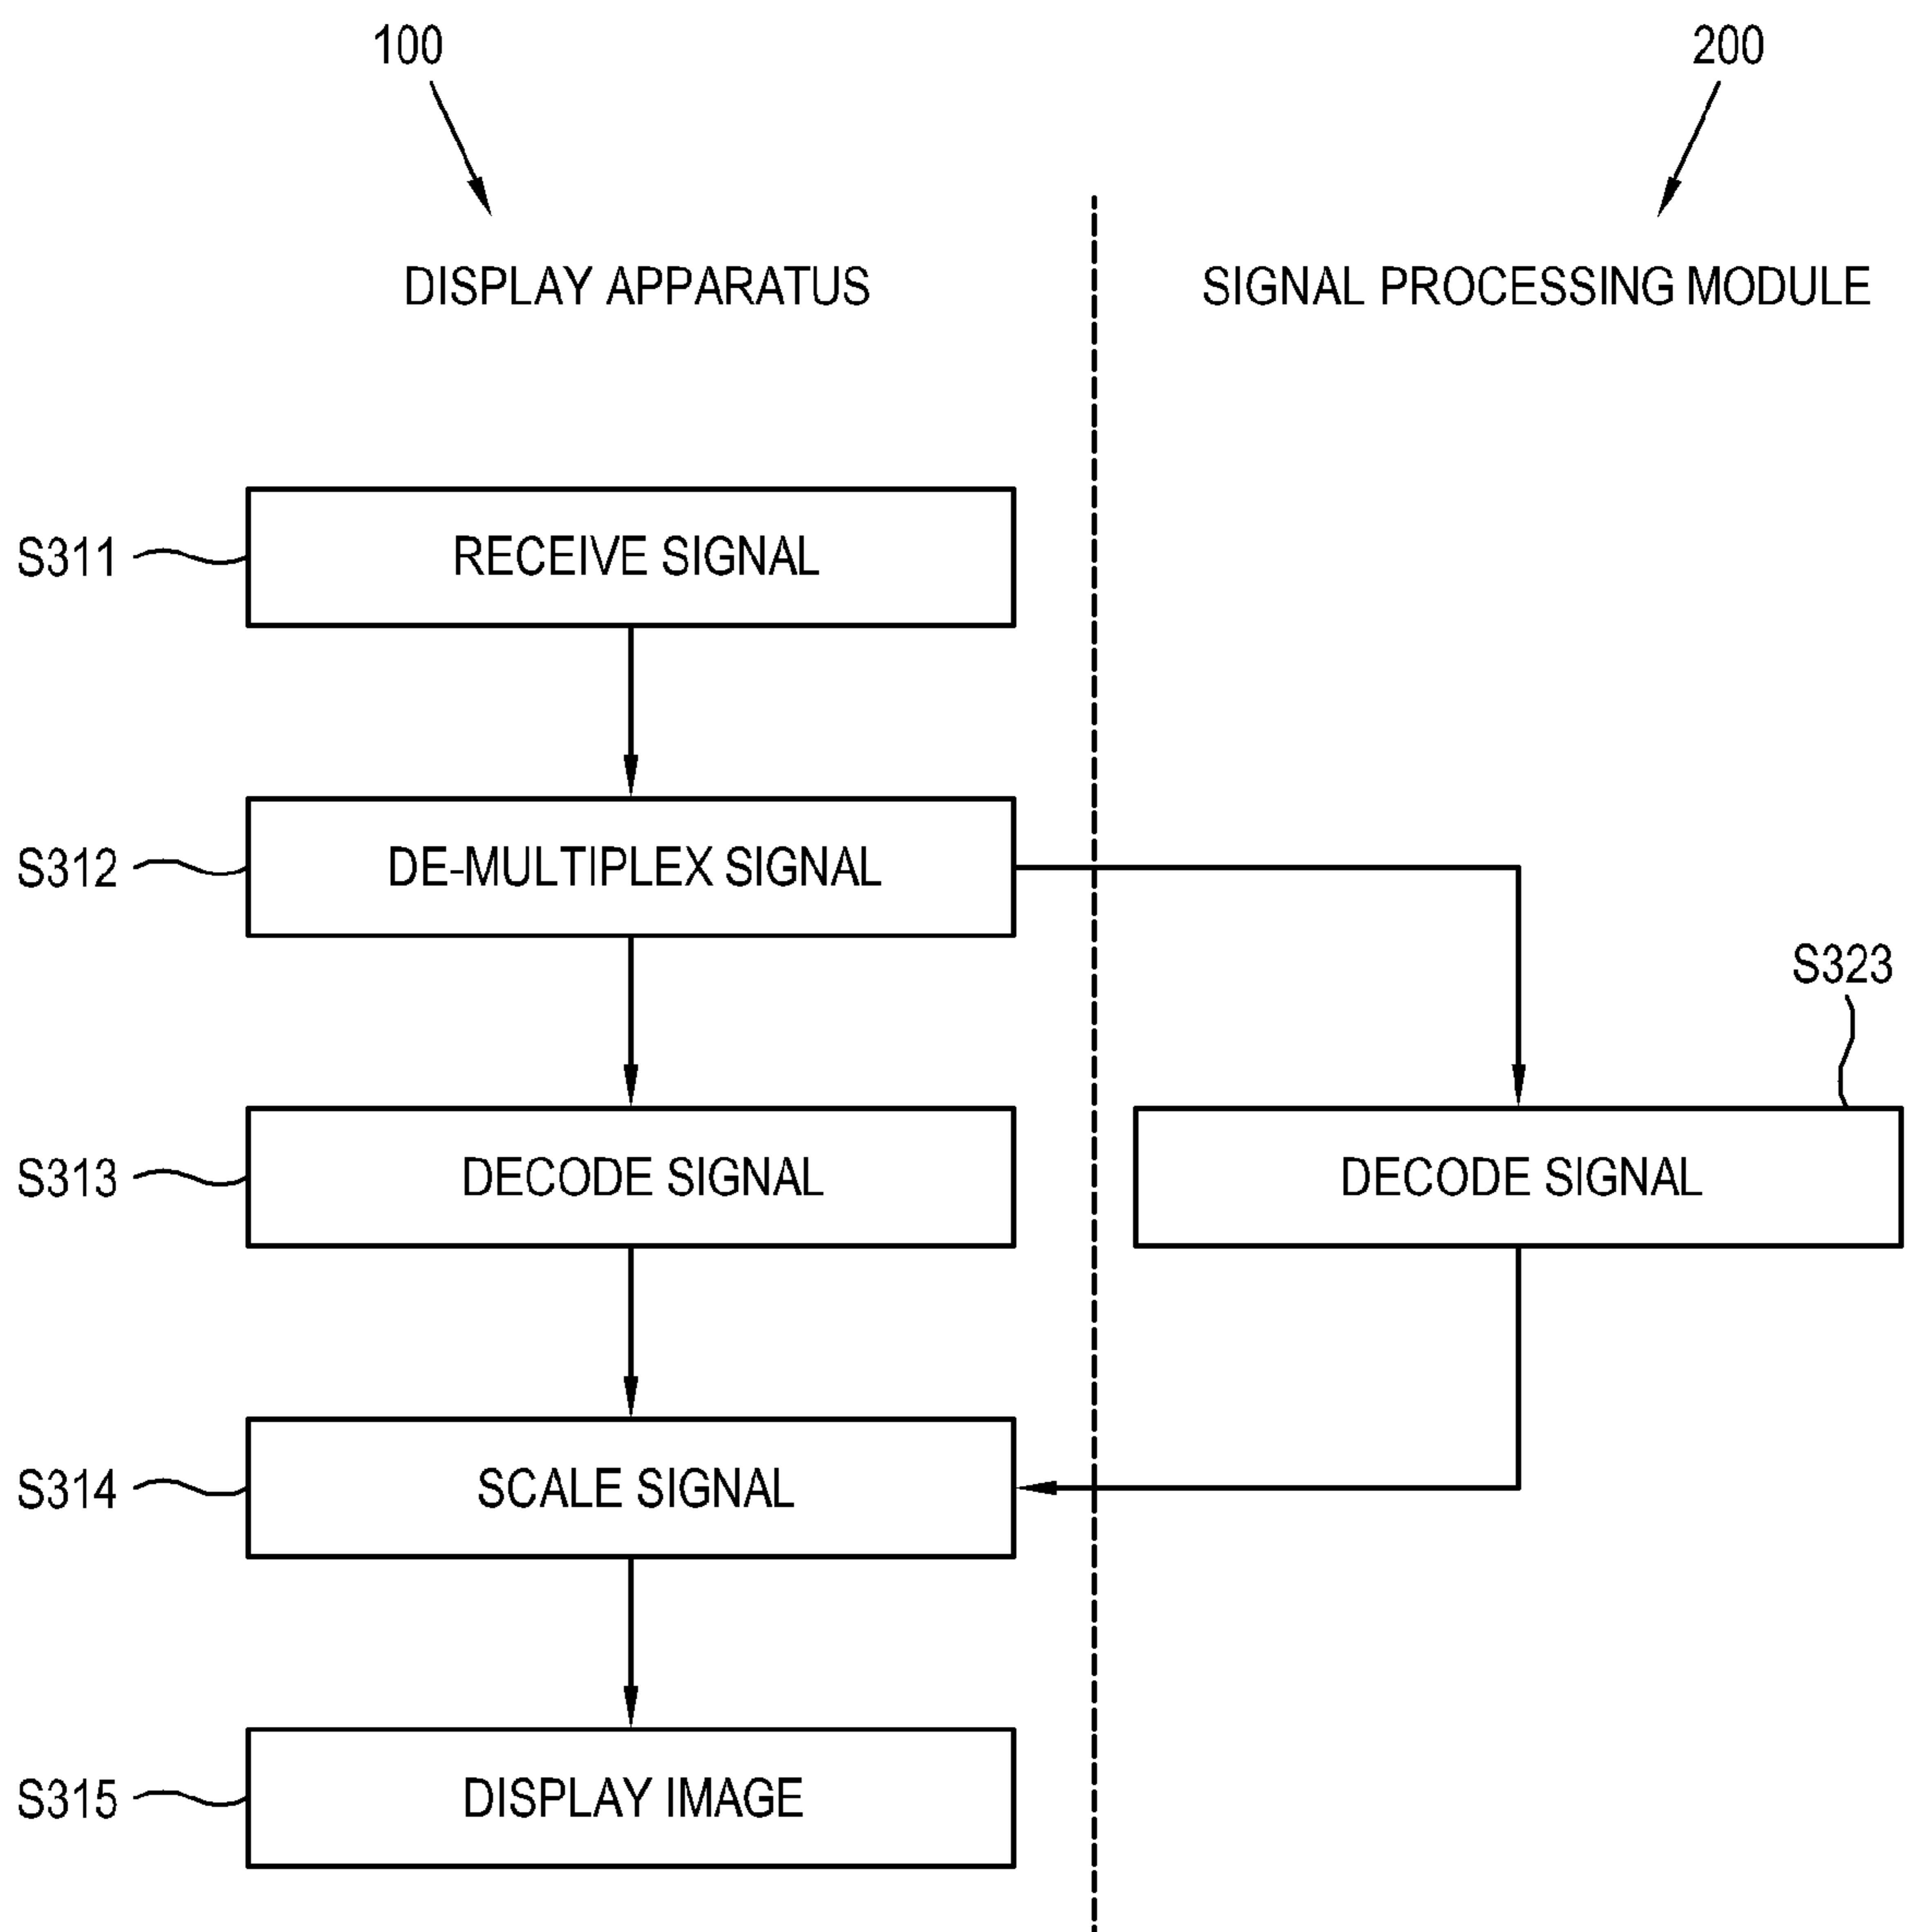 100
200
DISPLAY APPARATUS
SIGNAL PROCESSING MODULE
S311
RECEIVE SIGNAL
S312
DE-MULTIPLEX SIGNAL
S323
S313
DECODE SIGNAL
DECODE SIGNAL
S314
SCALE SIGNAL
S315
DISPLAY IMAGE